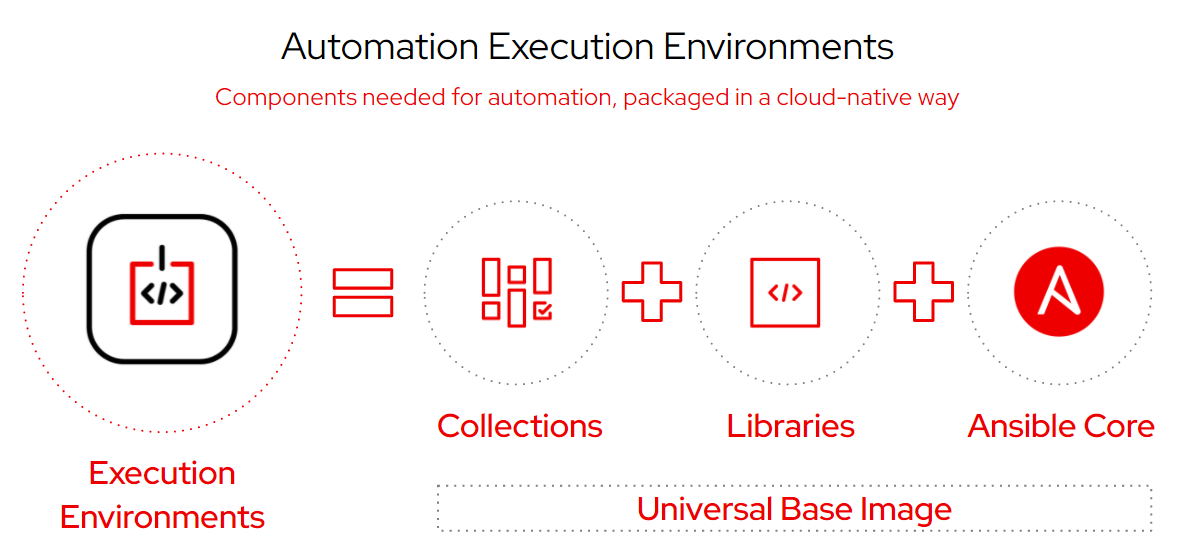 Automation Execution Environments
Components needed for automation, packaged in a cloud-native way
</>
</>
A
Collections
Libraries
Ansible Core
Execution
Environments
Universal Base Image